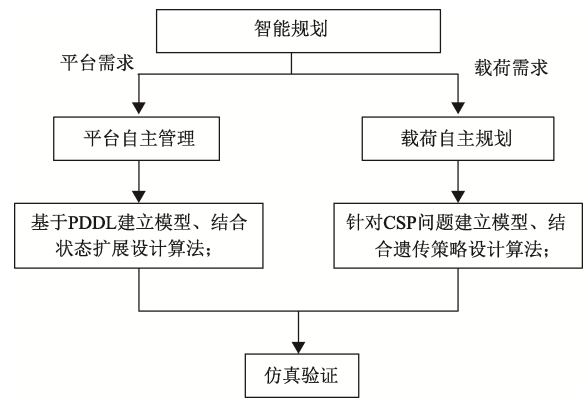 智能规划
平台需求
载荷需求
平台自主管理
载荷自主规划
基于PDDL建立模型、结合
状态扩展设计算法；
针对CSP问题建立模型、结
合遗传策略设计算法；
仿真验证